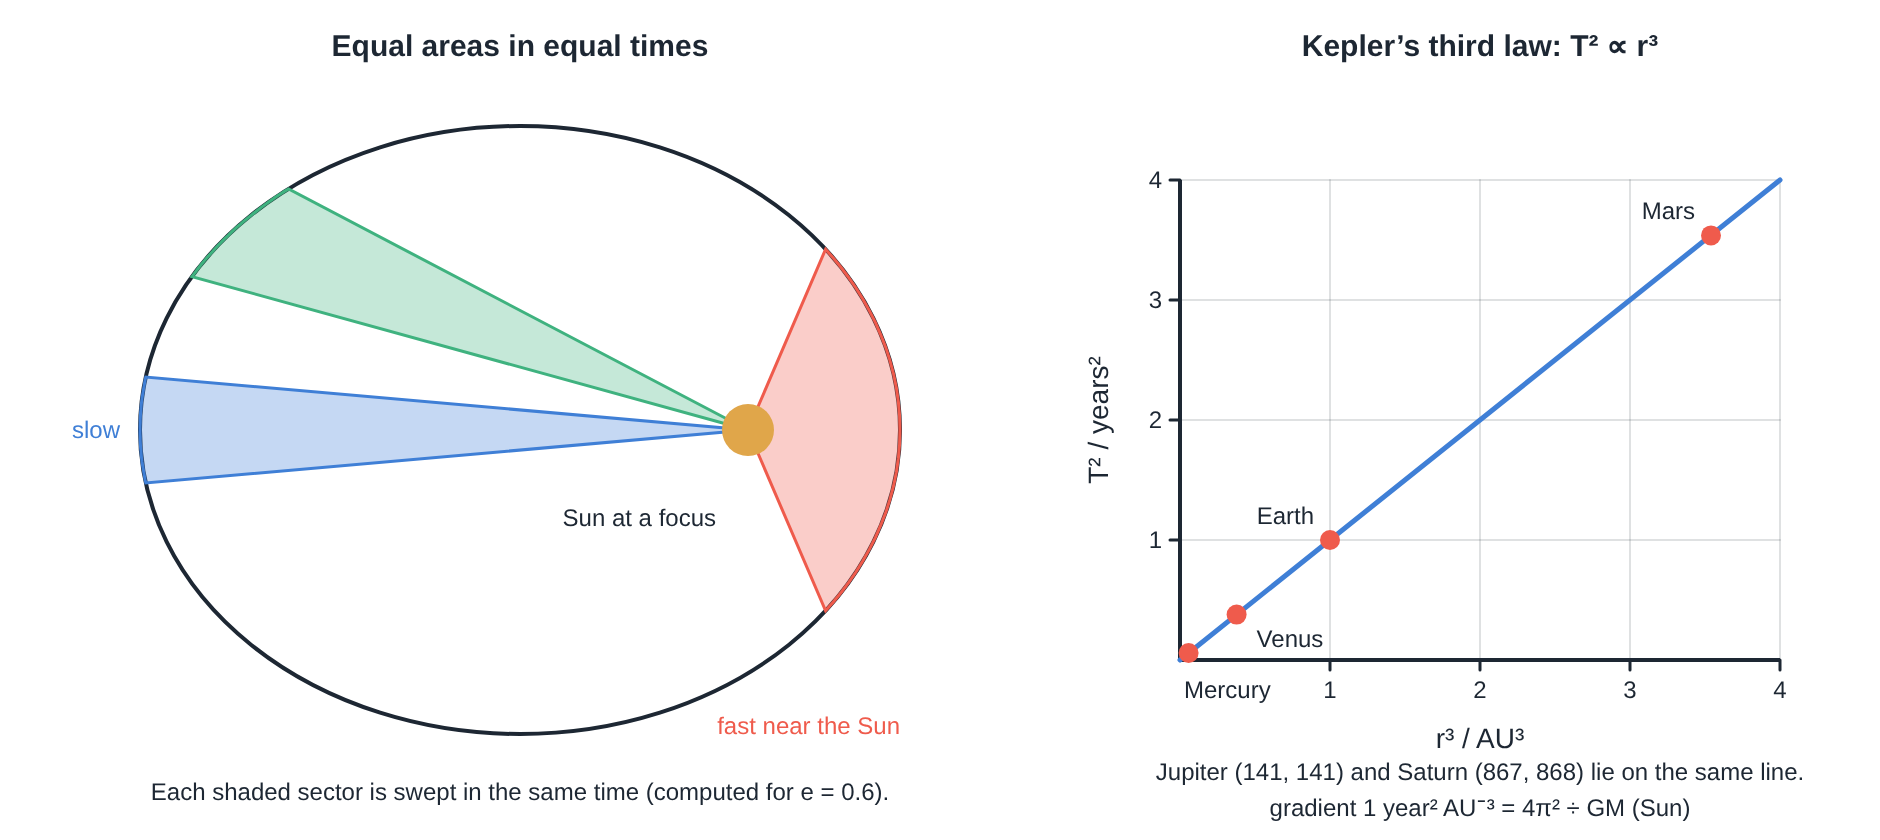 Equal areas in equal times
slow
Sun at a focus
fast near the Sun
Each shaded sector is swept in the same time (computed for e = 0.6).
Kepler’s third law: T² ∝ r³
4
3
2
1
T² / years²
Mars
Earth
Venus
Mercury
1
2
3
4
r³ / AU³
Jupiter (141, 141) and Saturn (867, 868) lie on the same line.
gradient 1 year² AU⁻³ = 4π² ÷ GM (Sun)